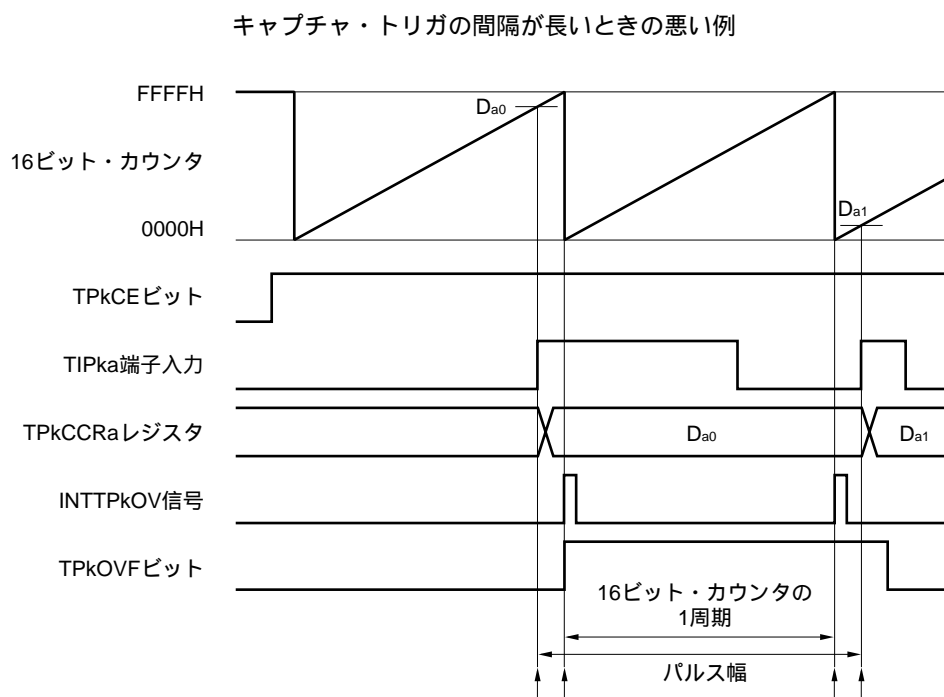 キャプチャ・トリガの間隔が長いときの悪い例
FFFFH
Da0
16ビット・カウンタ
Da1
0000H
TPkCEビット
TIPka端子入力
TPkCCRaレジスタ
Da0
Da1
INTTPkOV信号
TPkOVFビット
16ビット・カウンタの
1周期
パルス幅